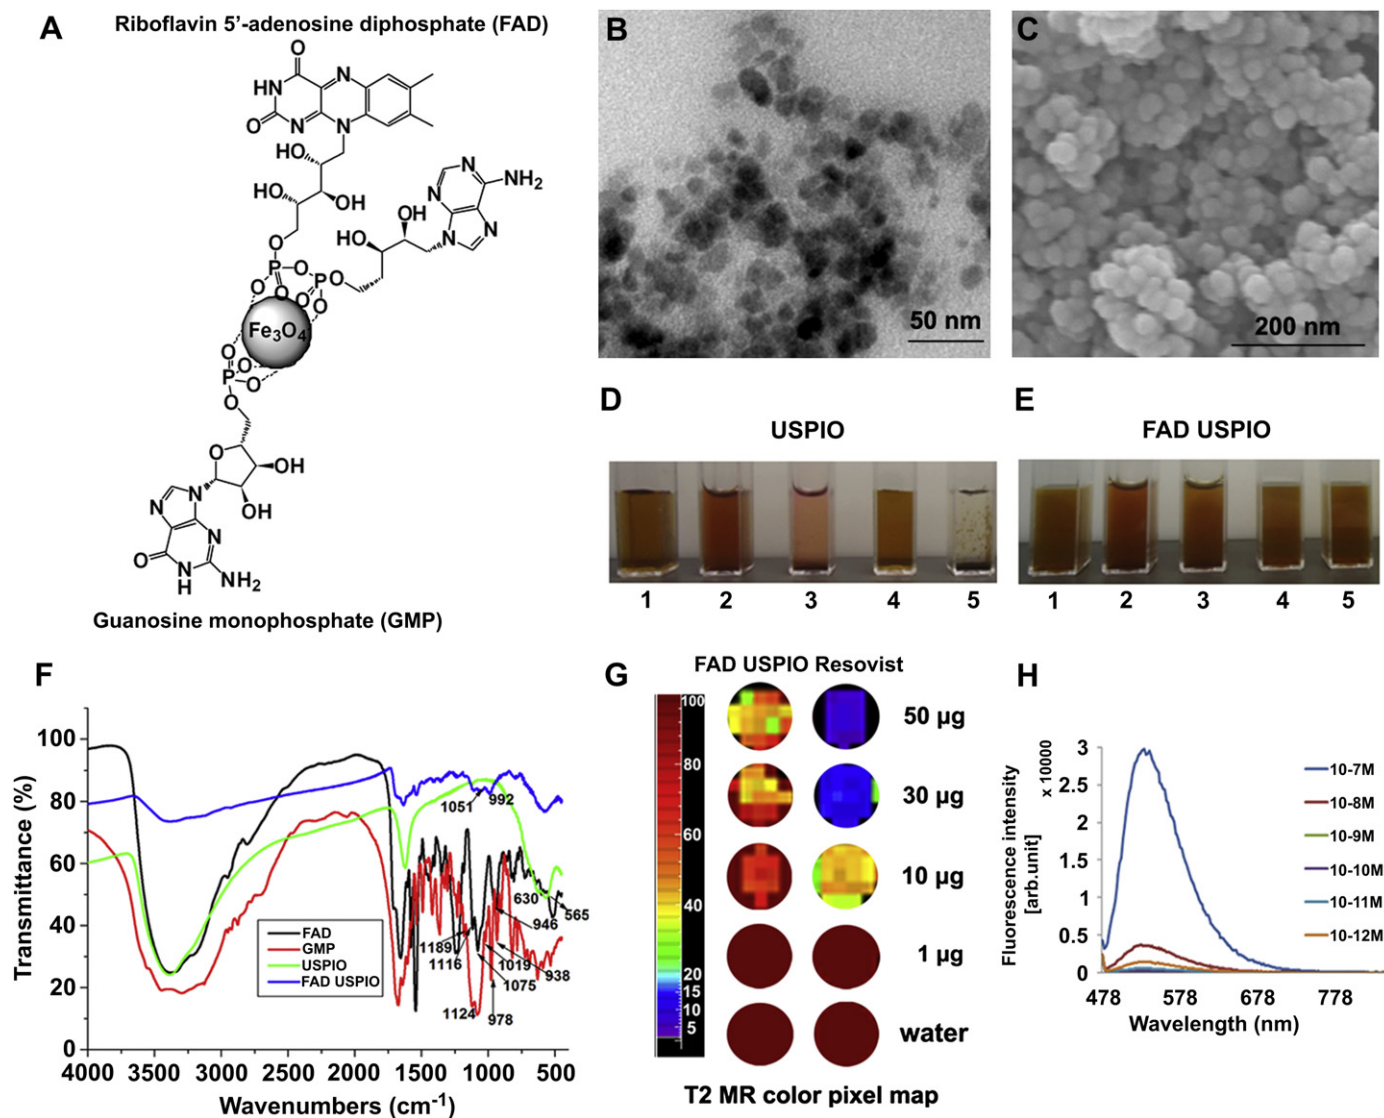 A
Riboflavin 5’-adenosine diphosphate (FAD)
O
N
HN
O
N
N
HO
HO
OH
O
P
O
O
O
P
O
O
O
HO
OH
N
N
N
N
NH2
Fe3O4
O
P
O
O
O
O
OH
OH
N
N
N
O
N
H
NH2
Guanosine monophosphate (GMP)
B
50 nm
C
200 nm
D
USPIO
1 2 3 4 5
E
FAD USPIO
1 2 3 4 5
F
Transmittance (%)
100
80
60
40
20
0
4000 3500 3000 2500 2000 1500 1000 500
Wavenumbers (cm-1)
FAD
GMP
USPIO
FAD USPIO
1051
992
630
565
946
1189
1116
1019
938
1075
1124
978
G
FAD USPIO Resovist
100
80
60
40
20
15
10
5
50 µg
30 µg
10 µg
1 µg
water
T2 MR color pixel map
H
Fluorescence intensity
[arb.unit]
x 10000
3
2.5
2
1.5
1
0.5
0
478 578 678 778
Wavelength (nm)
10-7M
10-8M
10-9M
10-10M
10-11M
10-12M